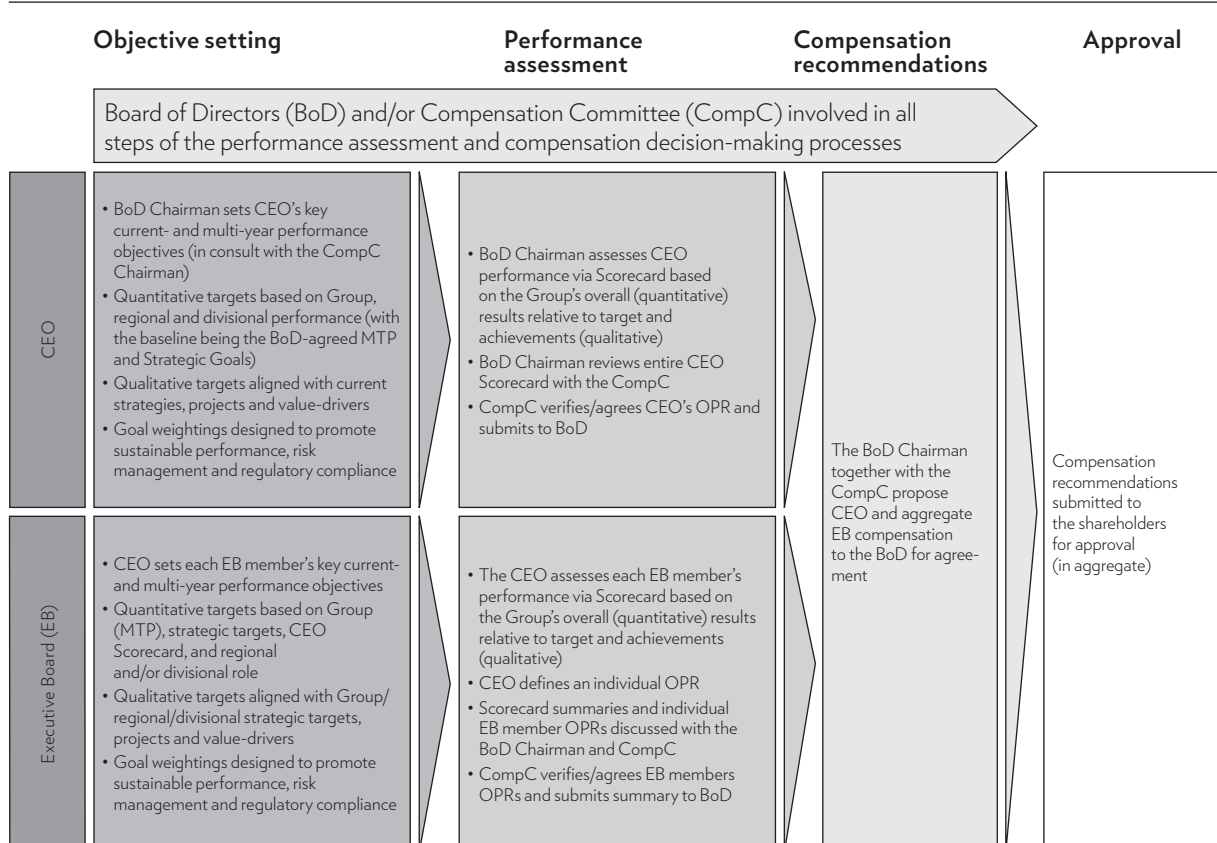 Objective setting
Performance
assessment
Compensation
recommendations
Approval
Board of Directors (BoD) and/or Compensation Committee (CompC) involved in all
steps of the performance assessment and compensation decision-making processes
CEO
• BoD Chairman sets CEO’s key
current- and multi-year performance
objectives (in consult with the CompC
Chairman)
• Quantitative targets based on Group,
regional and divisional performance (with
the baseline being the BoD-agreed MTP
and Strategic Goals)
• Qualitative targets aligned with current
strategies, projects and value-drivers
• Goal weightings designed to promote
sustainable performance, risk
management and regulatory compliance
• BoD Chairman assesses CEO
performance via Scorecard based
on the Group’s overall (quantitative)
results relative to target and
achievements (qualitative)
• BoD Chairman reviews entire CEO
Scorecard with the CompC
• CompC verifies/agrees CEO’s OPR and
submits to BoD
Executive Board (EB)
• CEO sets each EB member’s key current-
and multi-year performance objectives
• Quantitative targets based on Group
(MTP), strategic targets, CEO
Scorecard, and regional
and/or divisional role
• Qualitative targets aligned with Group/
regional/divisional strategic targets,
projects and value-drivers
• Goal weightings designed to promote
sustainable performance, risk
management and regulatory compliance
• The CEO assesses each EB member’s
performance via Scorecard based on
the Group’s overall (quantitative) results
relative to target and achievements
(qualitative)
• CEO defines an individual OPR
• Scorecard summaries and individual
EB member OPRs discussed with the
BoD Chairman and CompC
• CompC verifies/agrees EB members
OPRs and submits summary to BoD
The BoD Chairman
together with the
CompC propose
CEO and aggregate
EB compensation
to the BoD for agree-
ment
Compensation
recommendations
submitted to
the shareholders
for approval
(in aggregate)